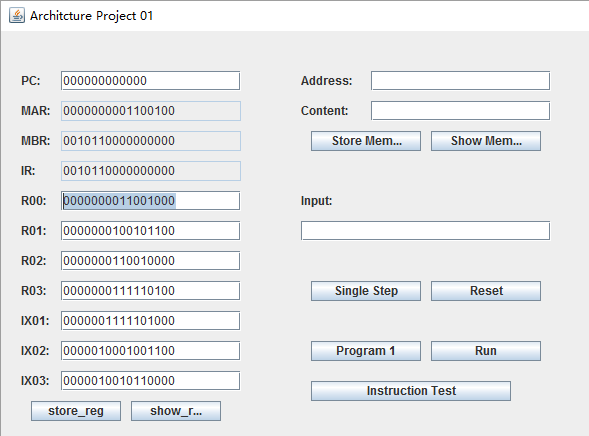 Architcture Project 01
PC: 000000000000 Address:
MAR: 0000000001100100 Content:
MBR: 0010110000000000 Store Mem... Show Mem...
IR: 0010110000000000
R00: 0000000011001000 Input:
R01: 0000000100101100
R02: 0000000110010000
R03: 0000000111110100 Single Step Reset
IX01: 0000001111101000
IX02: 0000010001001100 Program 1 Run
IX03: 0000010010110000 Instruction Test
store_reg show_r...